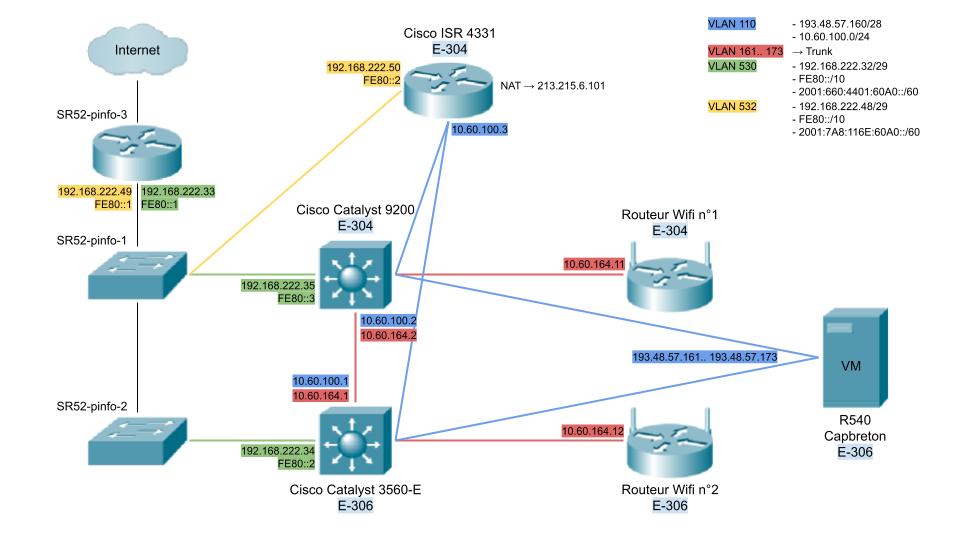 Internet
Cisco ISR 4331
E-304
192.168.222.50
FE80::2
NAT → 213.215.6.101
10.60.100.3
VLAN 110 - 193.48.57.160/28
- 10.60.100.0/24
VLAN 161.. 173 → Trunk
VLAN 530 - 192.168.222.32/29
- FE80::/10
- 2001:660:4401:60A0::/60
VLAN 532 - 192.168.222.48/29
- FE80::/10
- 2001:7A8:116E:60A0::/60
SR52-pinfo-3
192.168.222.49 192.168.222.33
FE80::1 FE80::1
SR52-pinfo-1
Cisco Catalyst 9200
E-304
192.168.222.35
FE80::3
10.60.100.2
10.60.164.2
Routeur Wifi n°1
E-304
10.60.164.11
193.48.57.161.. 193.48.57.173
VM
R540
Capbreton
E-306
10.60.100.1
10.60.164.1
SR52-pinfo-2
192.168.222.34
FE80::2
Cisco Catalyst 3560-E
E-306
10.60.164.12
Routeur Wifi n°2
E-306